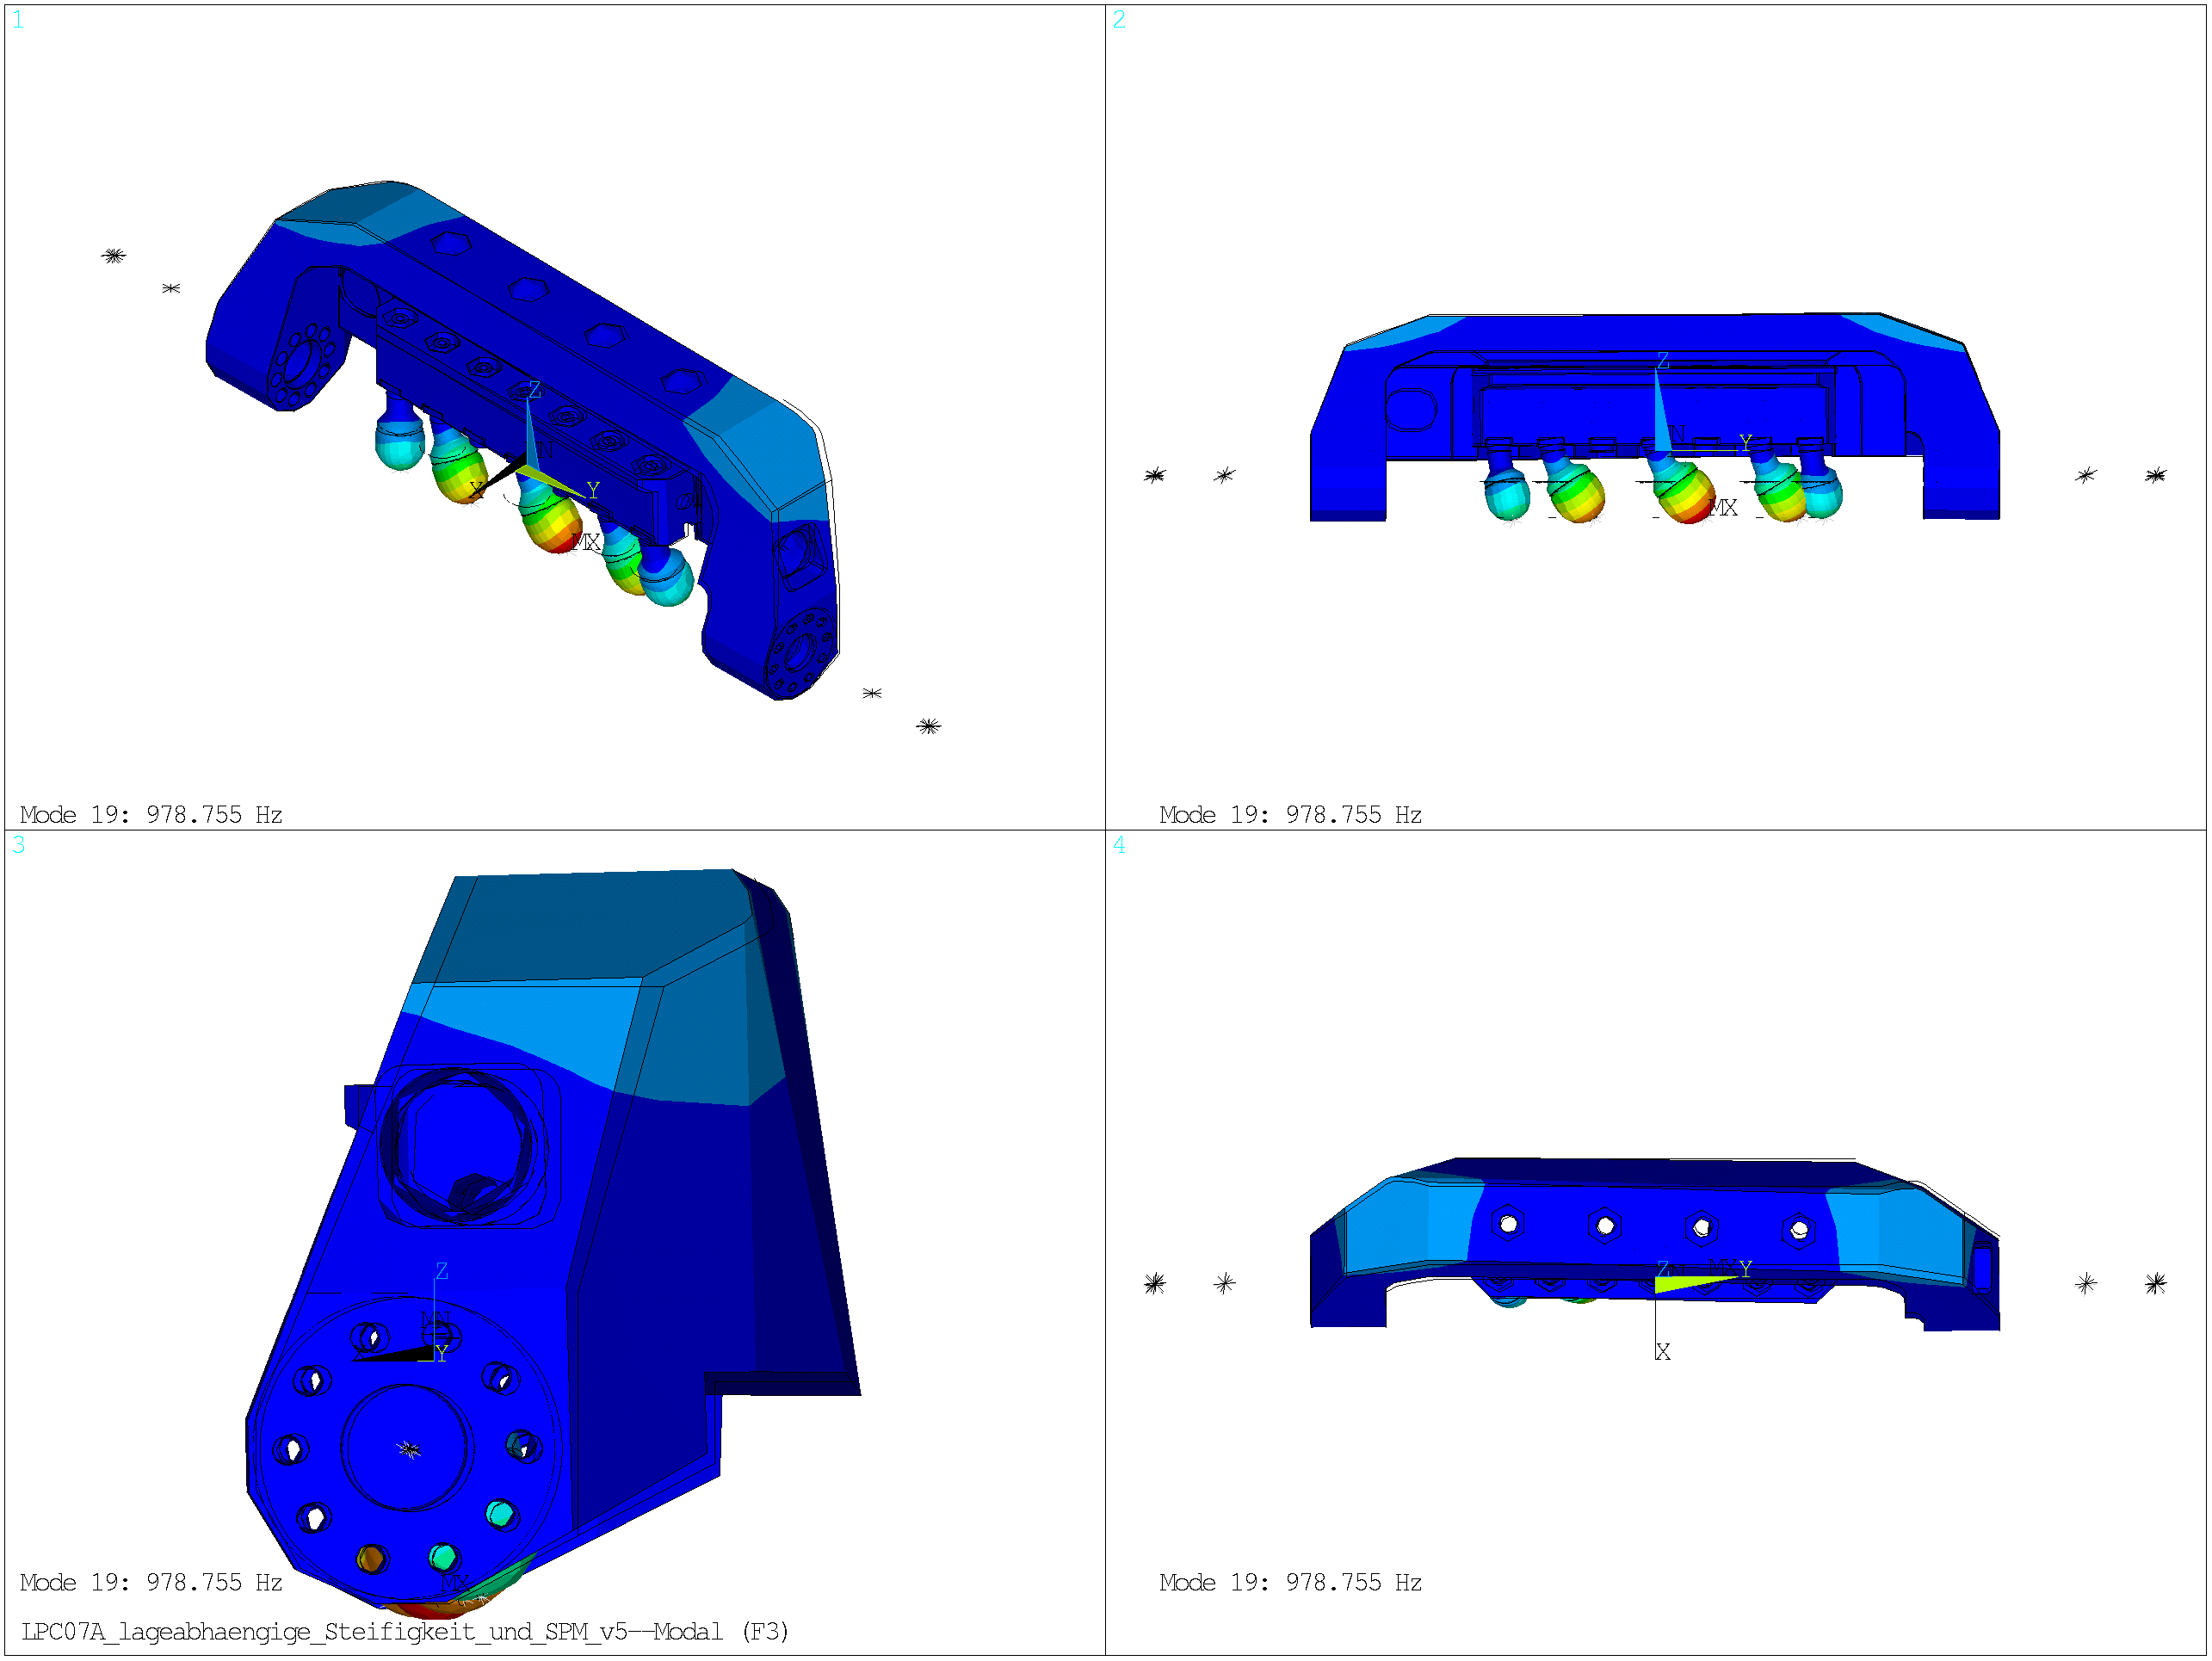 1
Z
N
X
Y
MX
Mode 19: 978.755 Hz
2
Z
N
Y
MX
Mode 19: 978.755 Hz
3
Z
MN
Y
MX
Mode 19: 978.755 Hz
LPC07A_lageabhaengige_Steifigkeit_und_SPM_v5--Modal (F3)
4
Z
MX
Y
X
Mode 19: 978.755 Hz